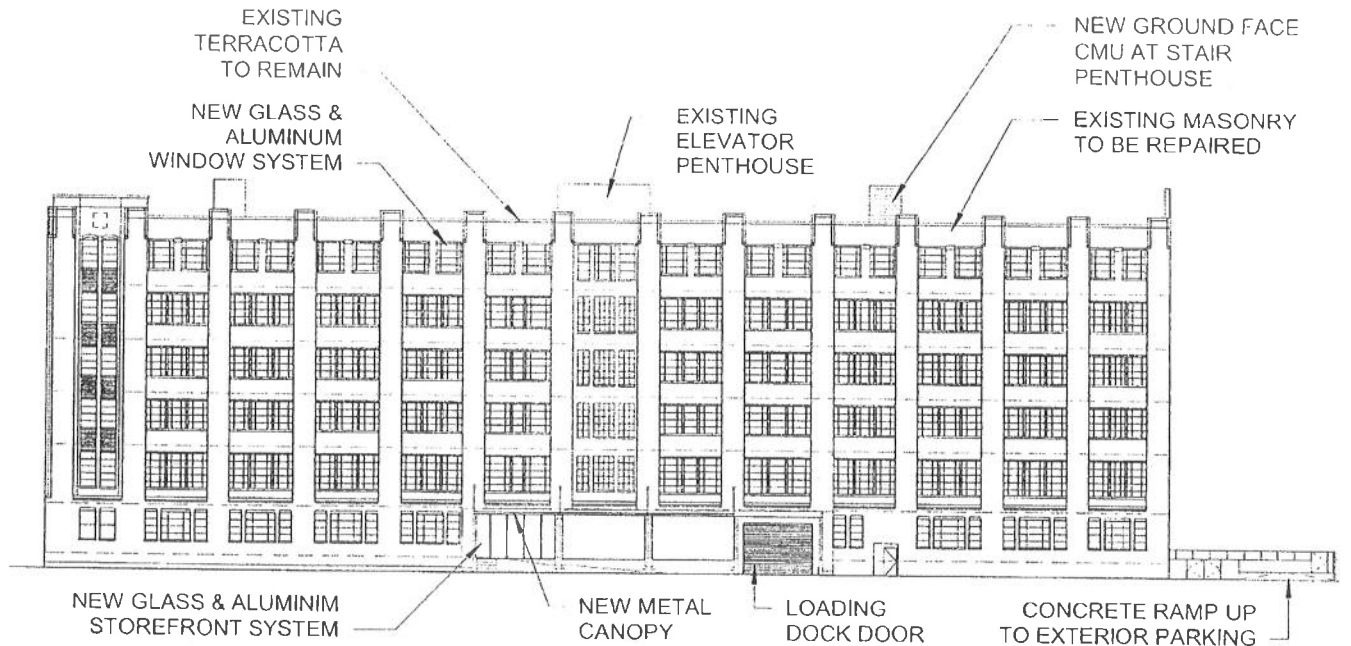 EXISTING
TERRACOTTA
TO REMAIN
NEW GLASS &
ALUMINUM
WINDOW SYSTEM
EXISTING
ELEVATOR
PENTHOUSE
NEW GROUND FACE
CMU AT STAIR
PENTHOUSE
EXISTING MASONRY
TO BE REPAIRED
NEW GLASS & ALUMINIM
STOREFRONT SYSTEM
NEW METAL
CANOPY
LOADING
DOCK DOOR
CONCRETE RAMP UP
TO EXTERIOR PARKING